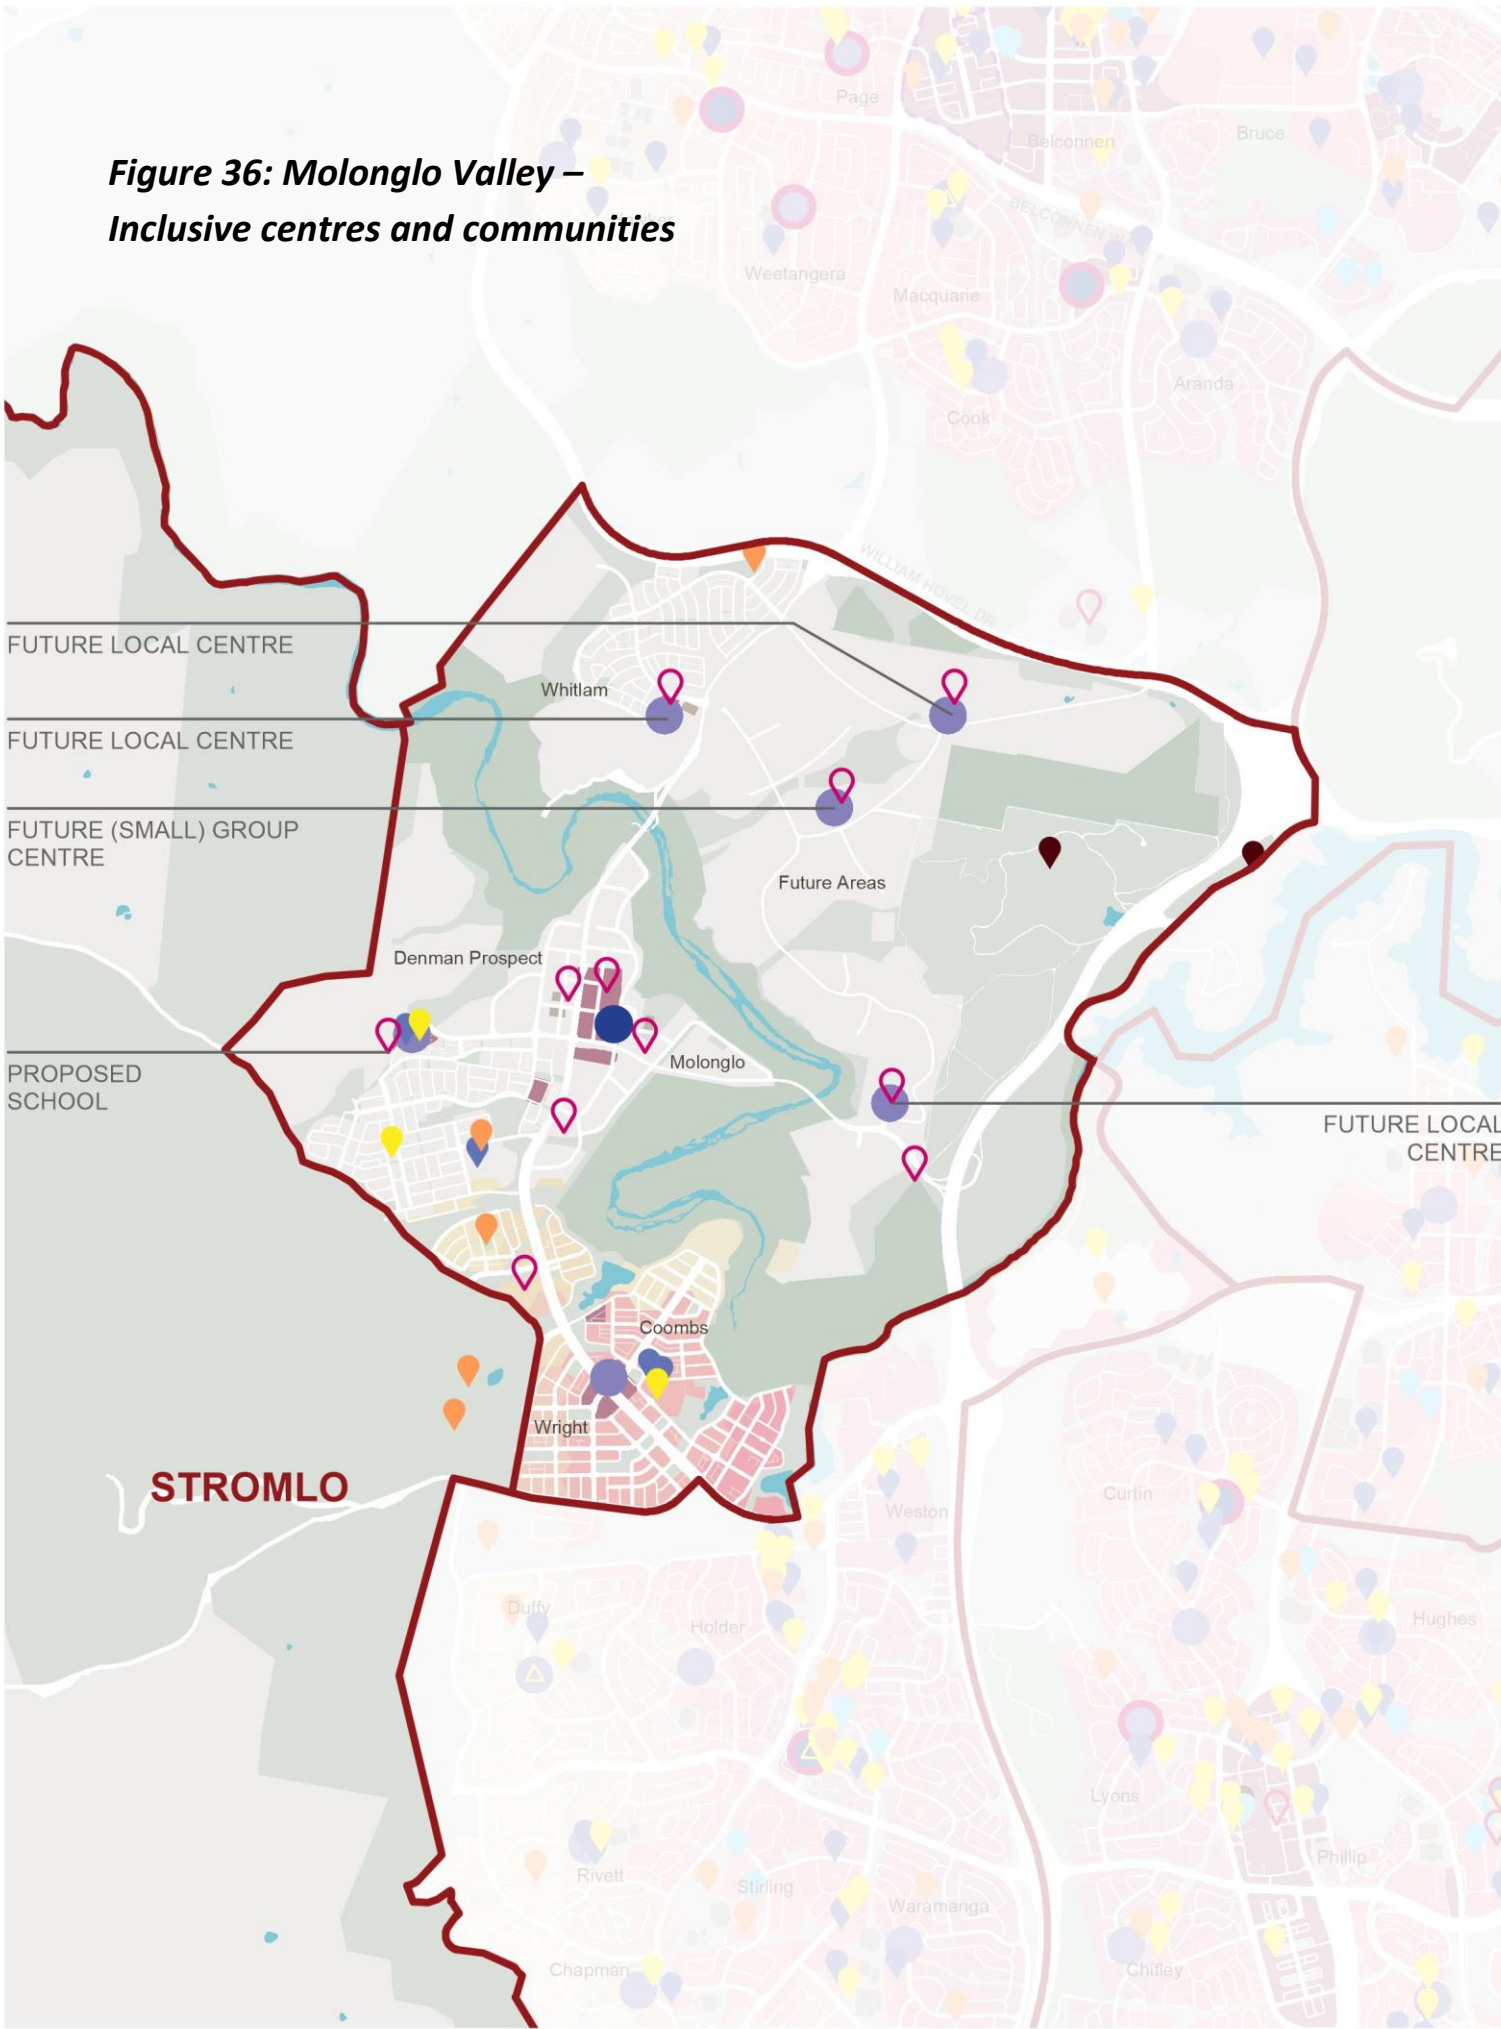 Figure 36: Molonglo Valley –
Inclusive centres and communities
Page
Belconnen
Bruce
Weetangera
Macquarie
Aranda
Cook
WILLIAM HOVEL DR
FUTURE LOCAL CENTRE
Whitlam
FUTURE LOCAL CENTRE
FUTURE (SMALL) GROUP
CENTRE
Future Areas
Denman Prospect
Molonglo
PROPOSED
SCHOOL
FUTURE LOCAL
CENTRE
Coombs
Wright
STROMLO
Weston
Curtin
Duffy
Holder
Hughes
Lyons
Phillip
Rivett
Stirling
Waramanga
Chapman
Chifley